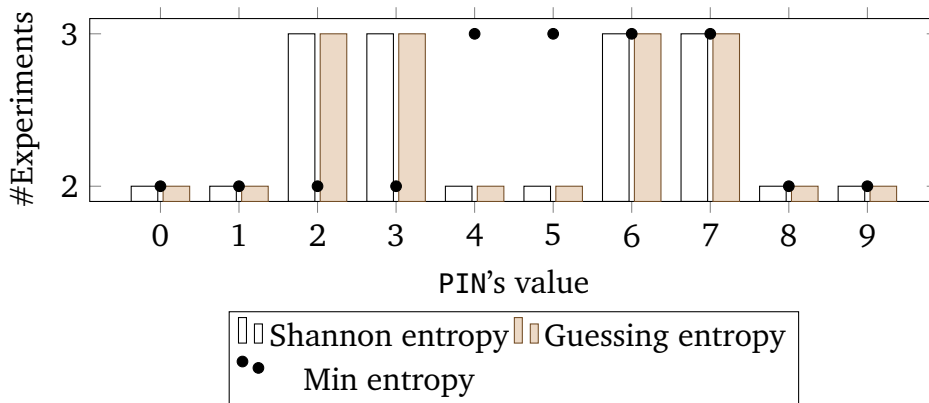 3
2
#Experiments
0 1 2 3 4 5 6 7 8 9
PIN's value
Shannon entropy Guessing entropy
Min entropy